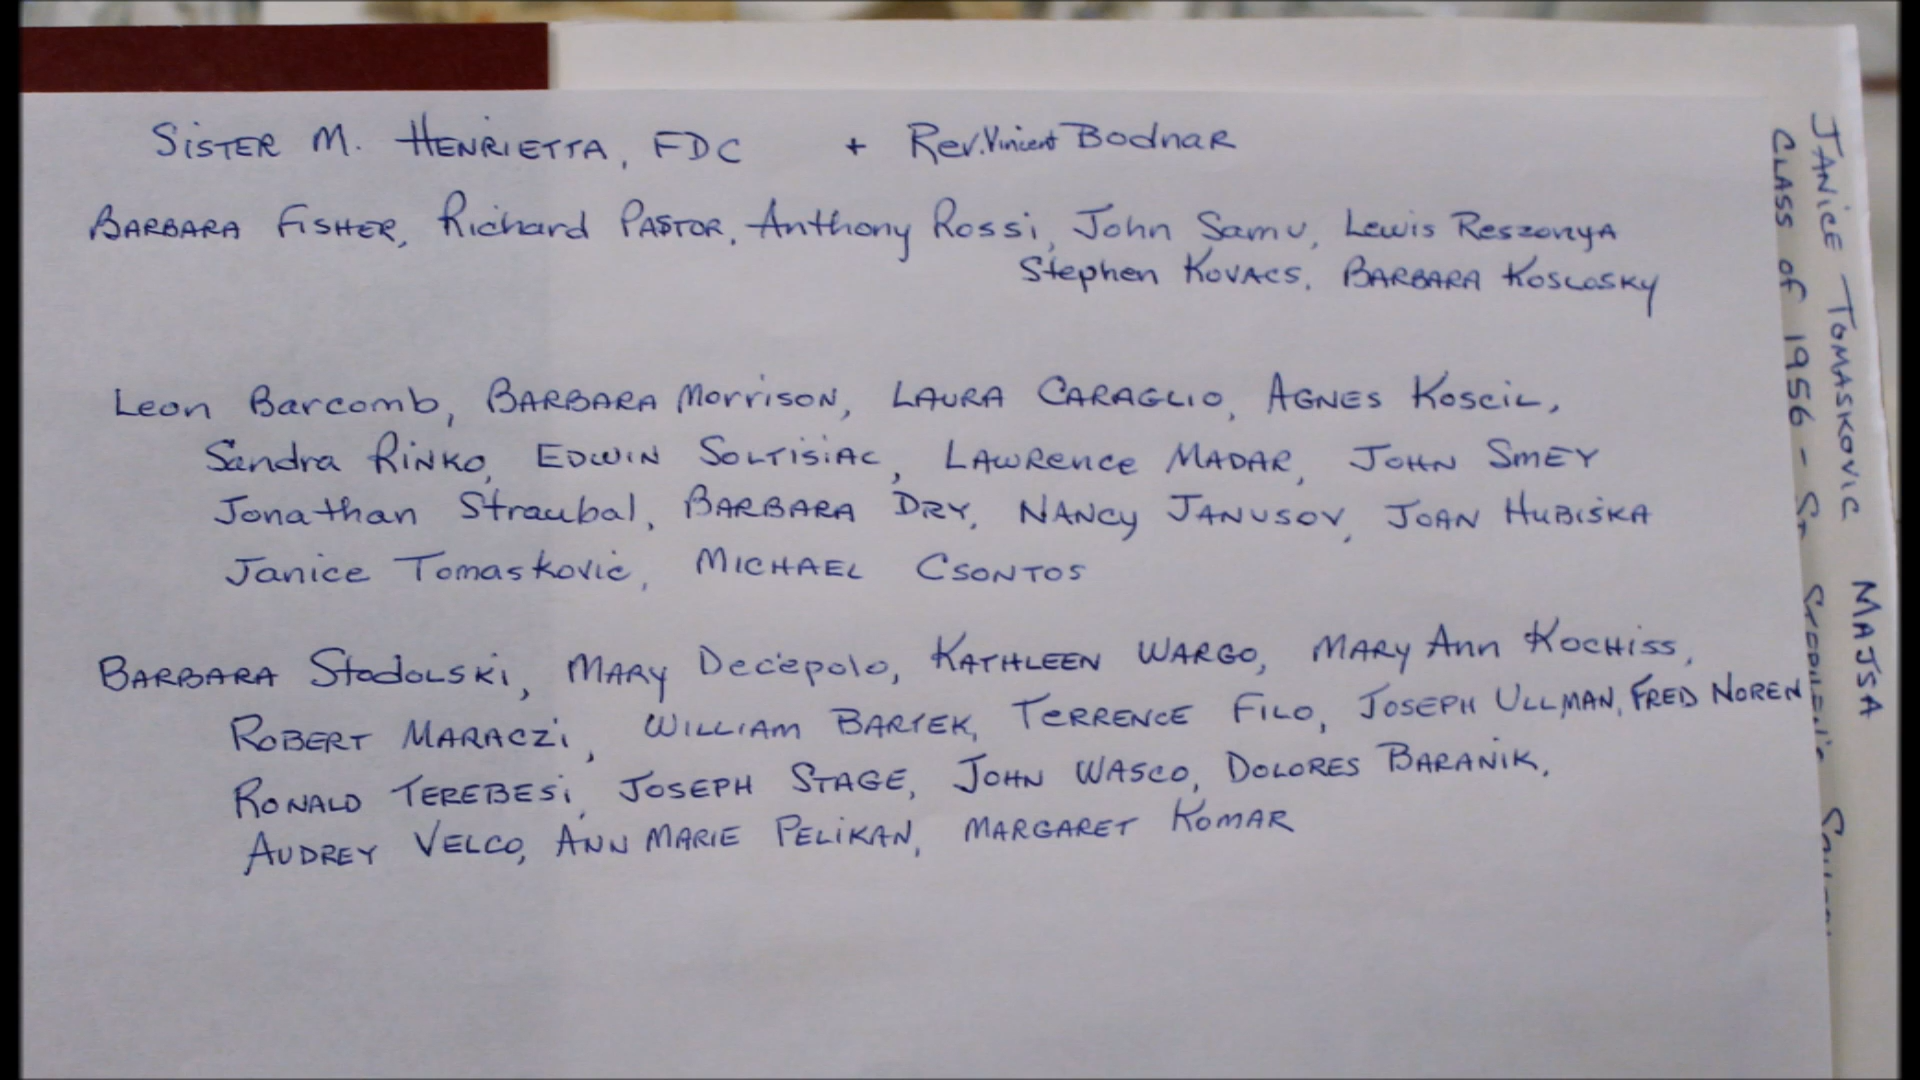 Sister M. Henrietta, FDC + Rev. Vincent Bodnar
Barbara Fisher, Richard Pastor, Anthony Rossi, John Samu, Lewis Reszonya
Stephen Kovacs, Barbara Koslosky
Leon Barcomb, Barbara Morrison, Laura Caraglio, Agnes Koscil,
Sandra Rinko, Edwin Soltisiac, Lawrence Madar, John Smey
Jonathan Straubal, Barbara Dry, Nancy Janusov, Joan Hubiska
Janice Tomaskovic, Michael Csontos
Barbara Stodolski, Mary Decepolo, Kathleen Wargo, Mary Ann Kochiss,
Robert Maraczi, William Bartek, Terrence Filo, Joseph Ullman, Fred Noren
Ronald Terebesi, Joseph Stage, John Wasco, Dolores Baranik,
Audrey Velco, Ann Marie Pelikan, Margaret Komar
Janice Tomaskovic Majsa
Class of 1956 - St